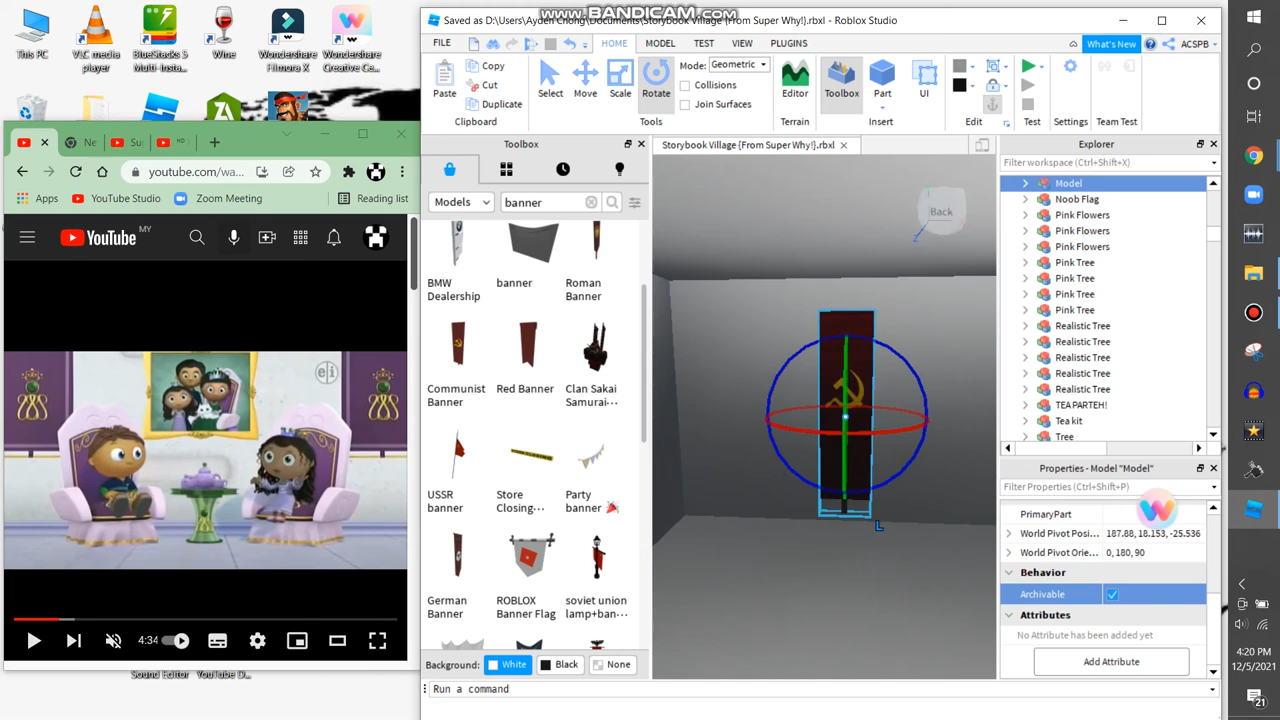 www.BANDICAM.com
This PC
VLC media player
BlueStacks 5 Multi-Insta...
Wine
Wondershare Filmora X
Wondershare Creative Ce...
Ne
Su
HD
youtube.com/wa...
Apps
YouTube Studio
Zoom Meeting
Reading list
YouTube MY
ei
4:34
Sound Editor
YouTube D...
Saved as D:\Users\Ayden Chong\Documents\Storybook Village {From Super Why!}.rbxl - Roblox Studio
FILE
HOME
MODEL
TEST
VIEW
PLUGINS
What's New
ACSPB
Paste
Copy
Cut
Duplicate
Clipboard
Select
Move
Scale
Rotate
Mode: Geometric
Collisions
Join Surfaces
Tools
Editor
Terrain
Toolbox
Part
UI
Insert
Edit
Test
Settings
Team Test
Toolbox
Models
banner
BMW Dealership
banner
Roman Banner
Communist Banner
Red Banner
Clan Sakai Samurai-...
USSR banner
Store Closing...
Party banner 🎉
German Banner
ROBLOX Banner Flag
soviet union lamp+ban...
Background:
White
Black
None
Run a command
Storybook Village {From Super Why!}.rbxl
Back
Z
L
Explorer
Filter workspace (Ctrl+Shift+X)
Model
Noob Flag
Pink Flowers
Pink Flowers
Pink Flowers
Pink Tree
Pink Tree
Pink Tree
Pink Tree
Realistic Tree
Realistic Tree
Realistic Tree
Realistic Tree
Realistic Tree
TEA PARTEH!
Tea kit
Tree
Properties - Model "Model"
Filter Properties (Ctrl+Shift+P)
PrimaryPart
World Pivot Posi...
187.88, 18.153, -25.536
World Pivot Orie...
0, 180, 90
Behavior
Archivable
Attributes
No Attribute has been added yet
Add Attribute
4:20 PM
12/5/2021
21